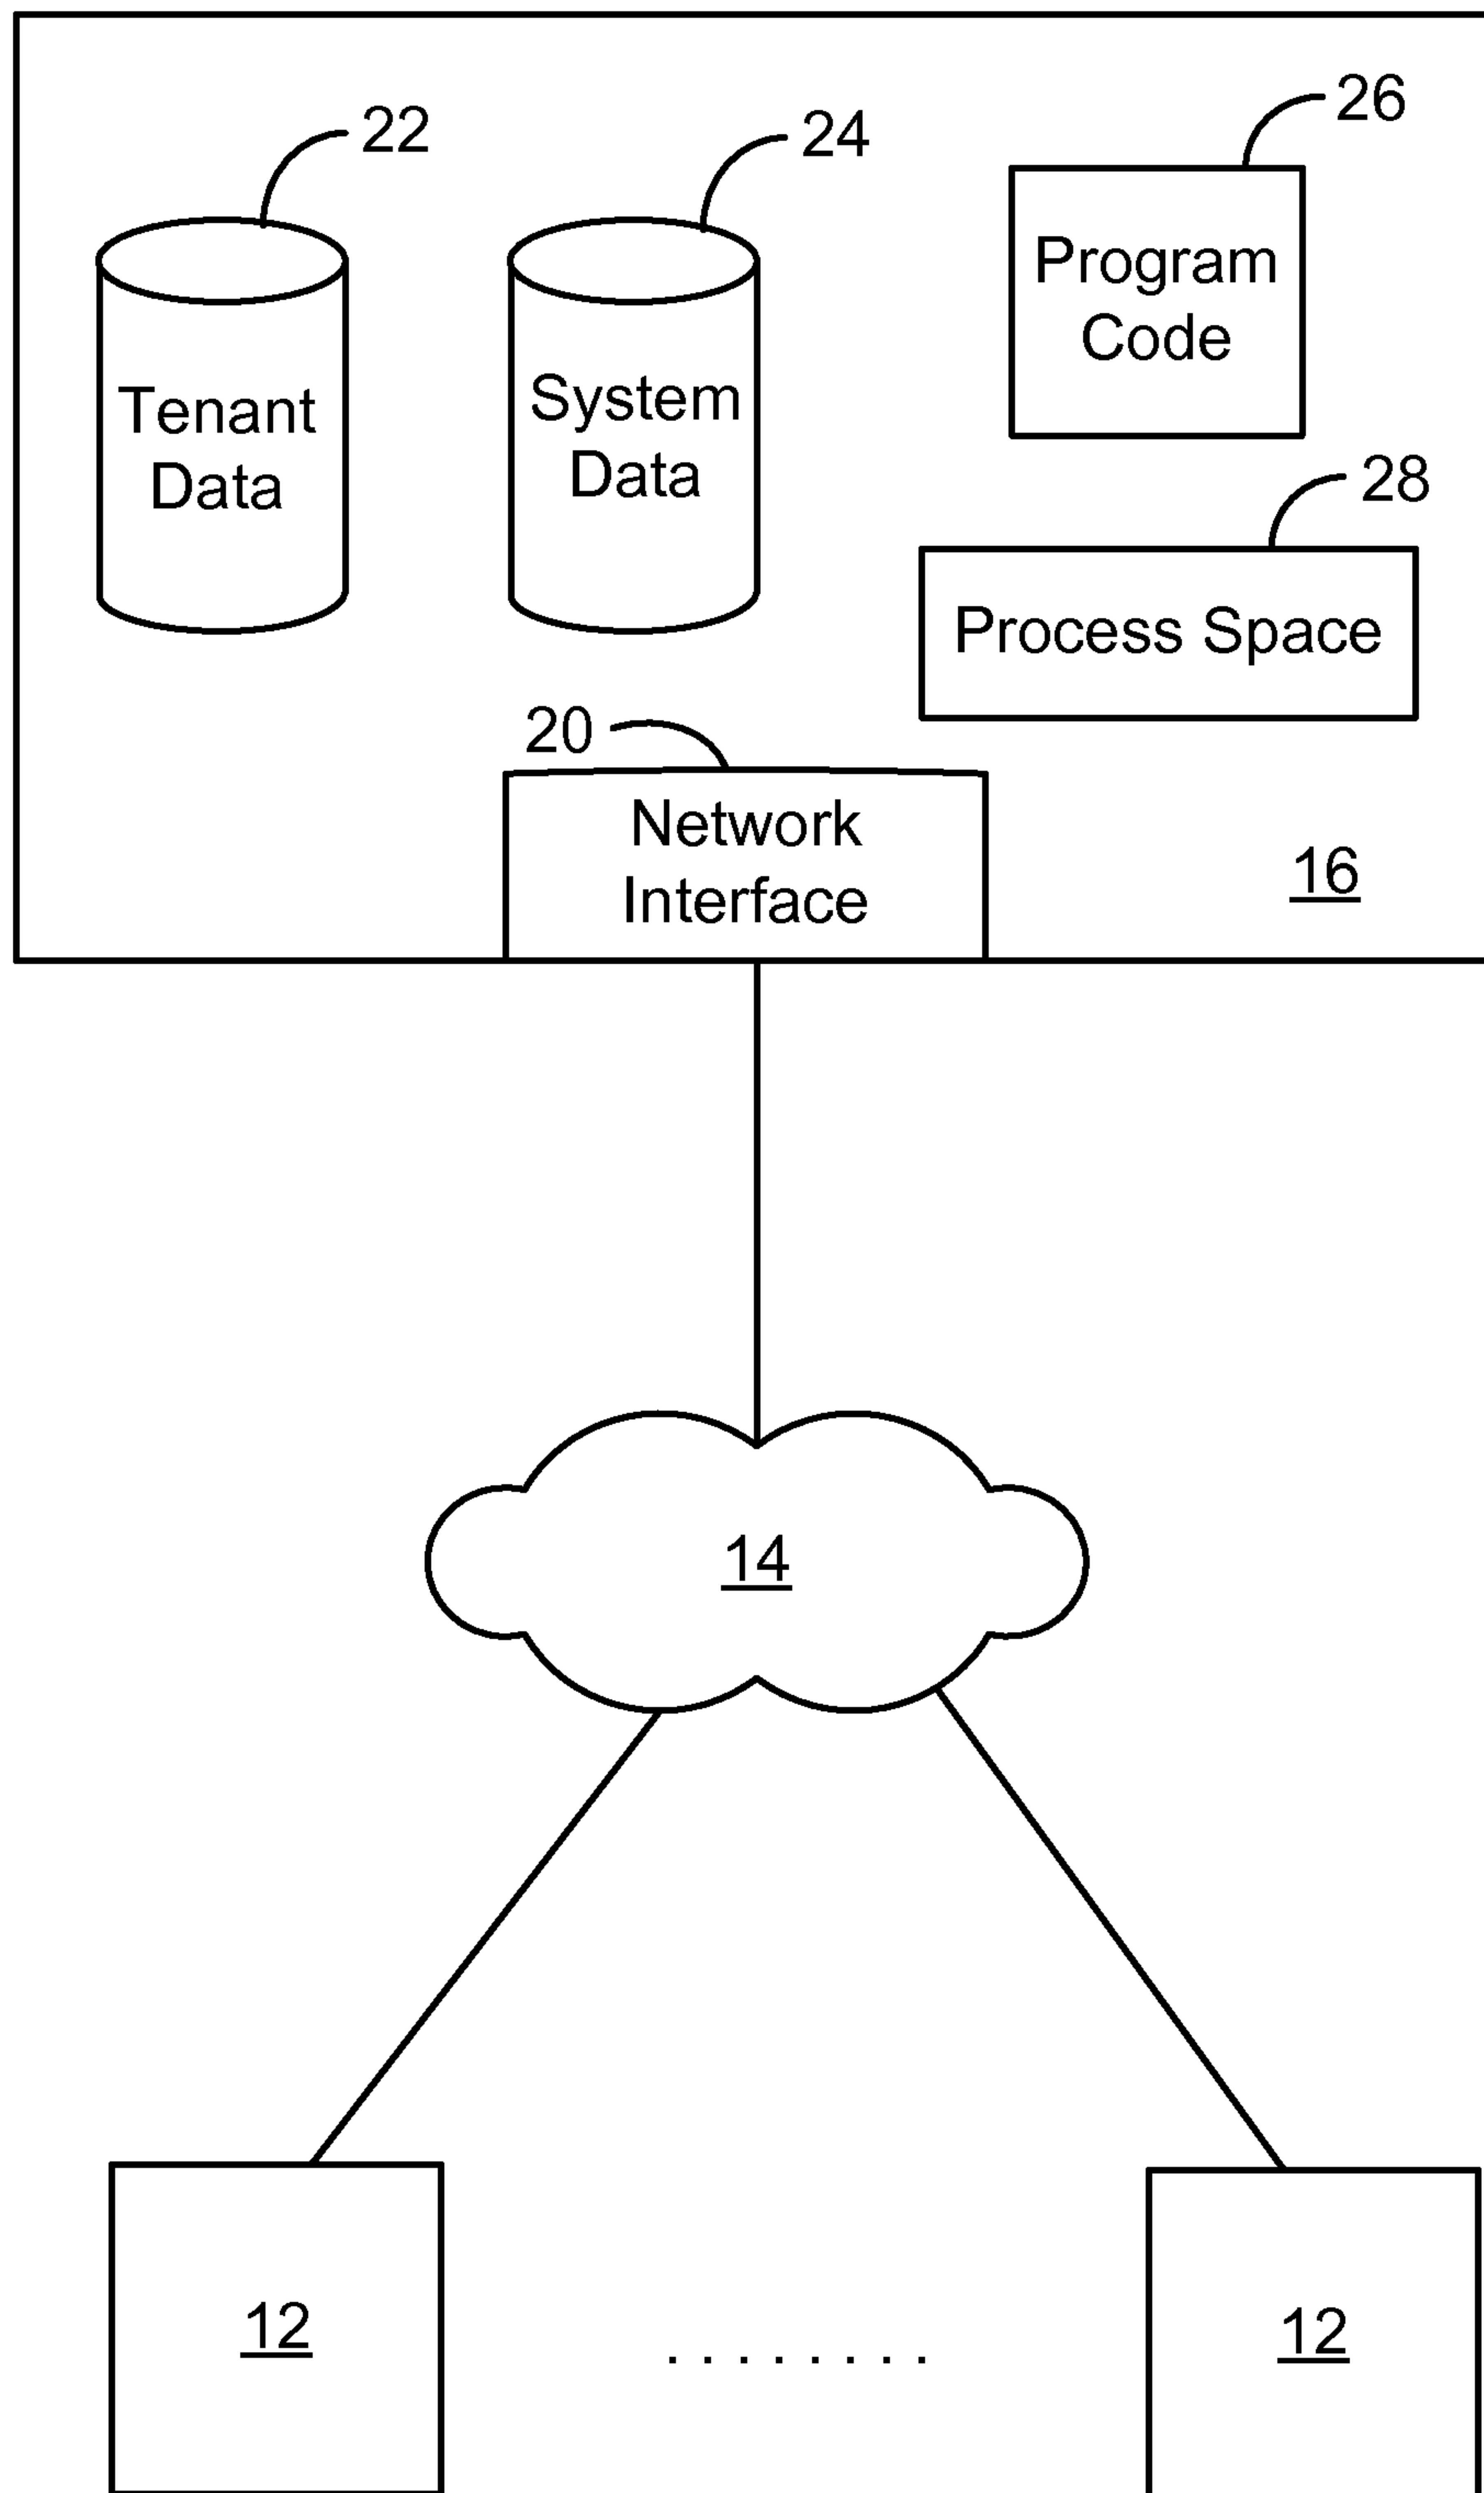 22
24
26
Program
Code
Tenant
Data
System
Data
28
Process Space
20
Network
Interface
16
14
12
. . . . . . . .
12